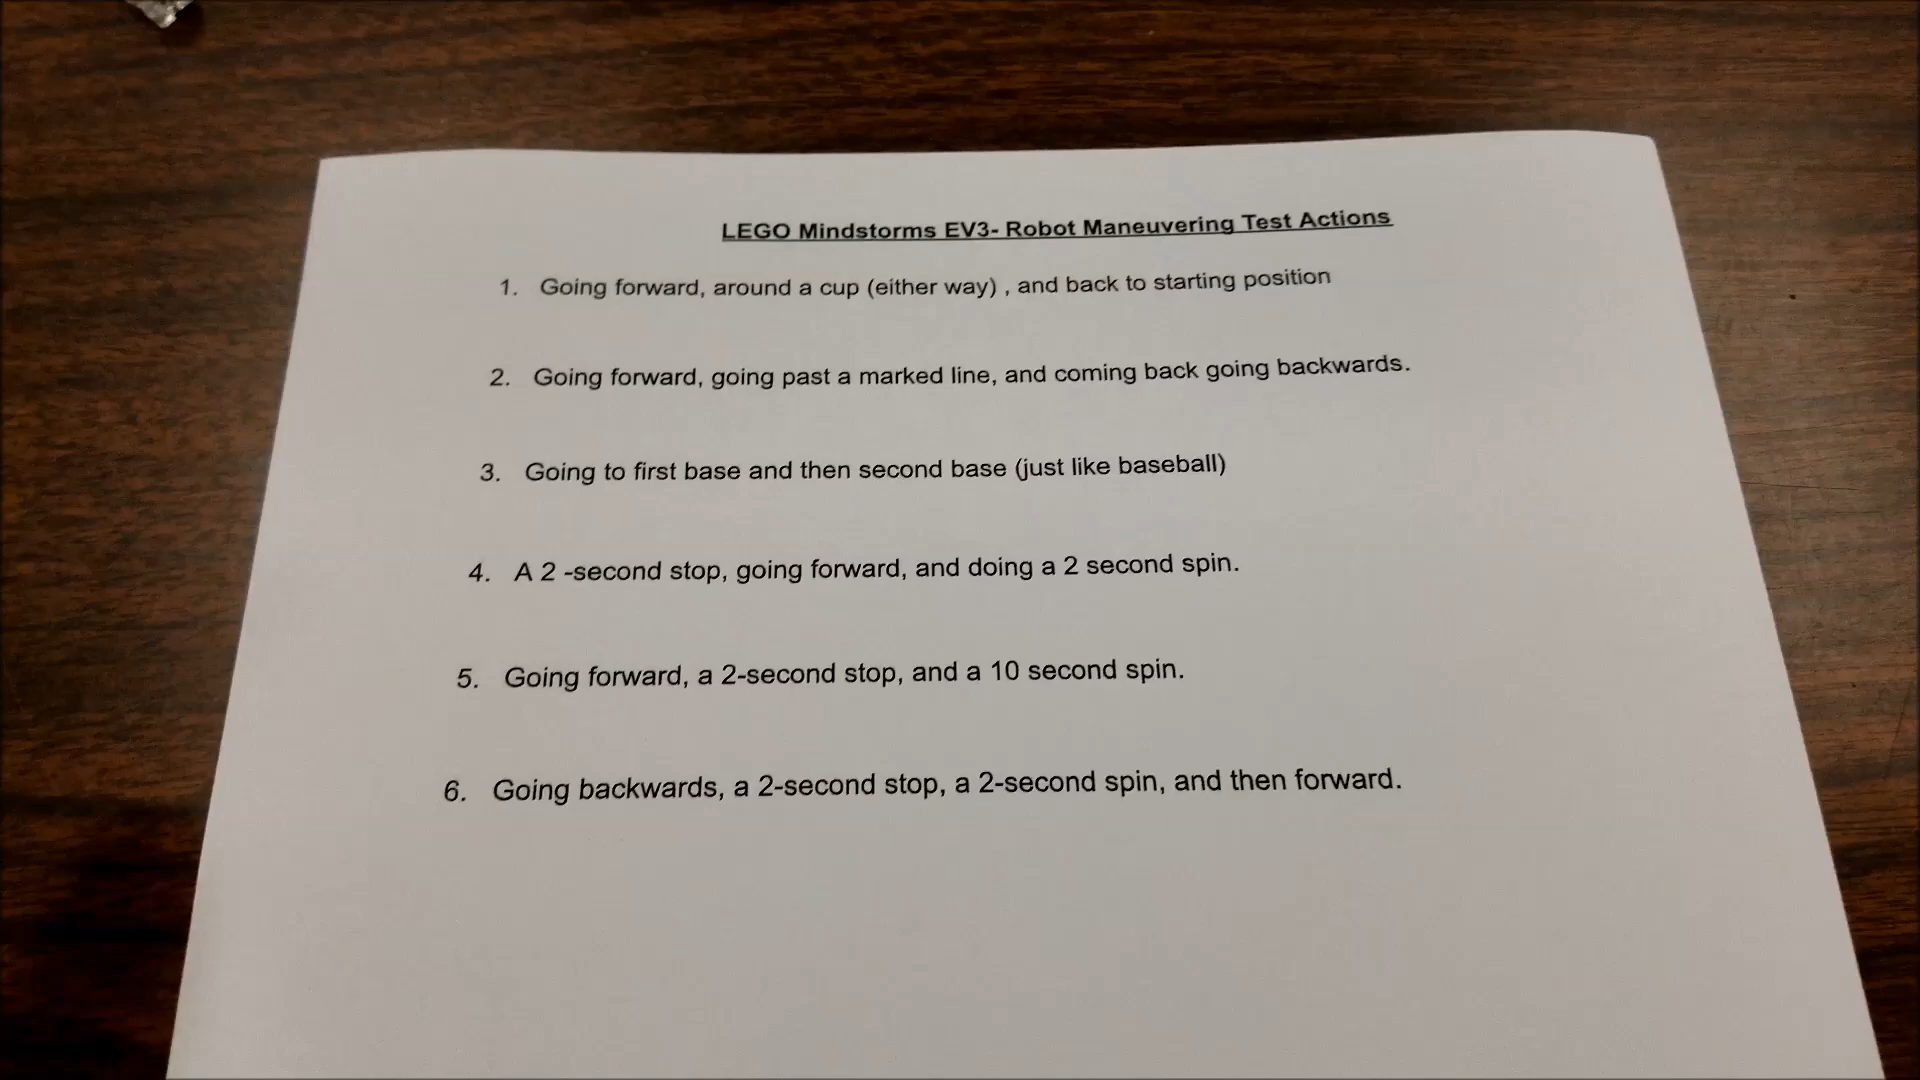 LEGO Mindstorms EV3- Robot Maneuvering Test Actions
1. Going forward, around a cup (either way) , and back to starting position
2. Going forward, going past a marked line, and coming back going backwards.
3. Going to first base and then second base (just like baseball)
4. A 2 -second stop, going forward, and doing a 2 second spin.
5. Going forward, a 2-second stop, and a 10 second spin.
6. Going backwards, a 2-second stop, a 2-second spin, and then forward.